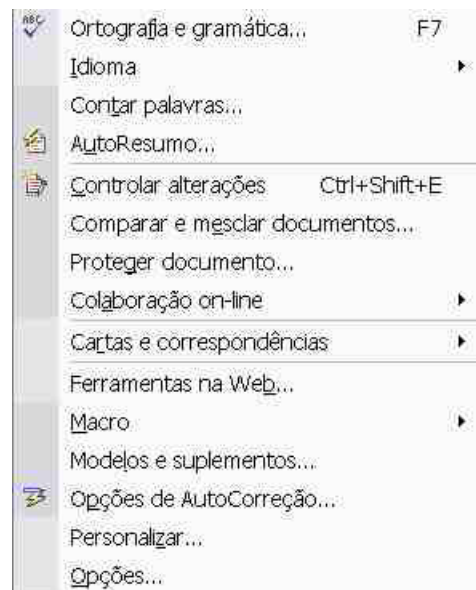 ABC Ortografia e gramática... F7
Idioma
Contar palavras...
AutoResumo...
Controlar alterações Ctrl+Shift+E
Comparar e mesclar documentos...
Proteger documento...
Colaboração on-line
Cartas e correspondências
Ferramentas na Web...
Macro
Modelos e suplementos...
Opções de AutoCorreção...
Personalizar...
Opções...